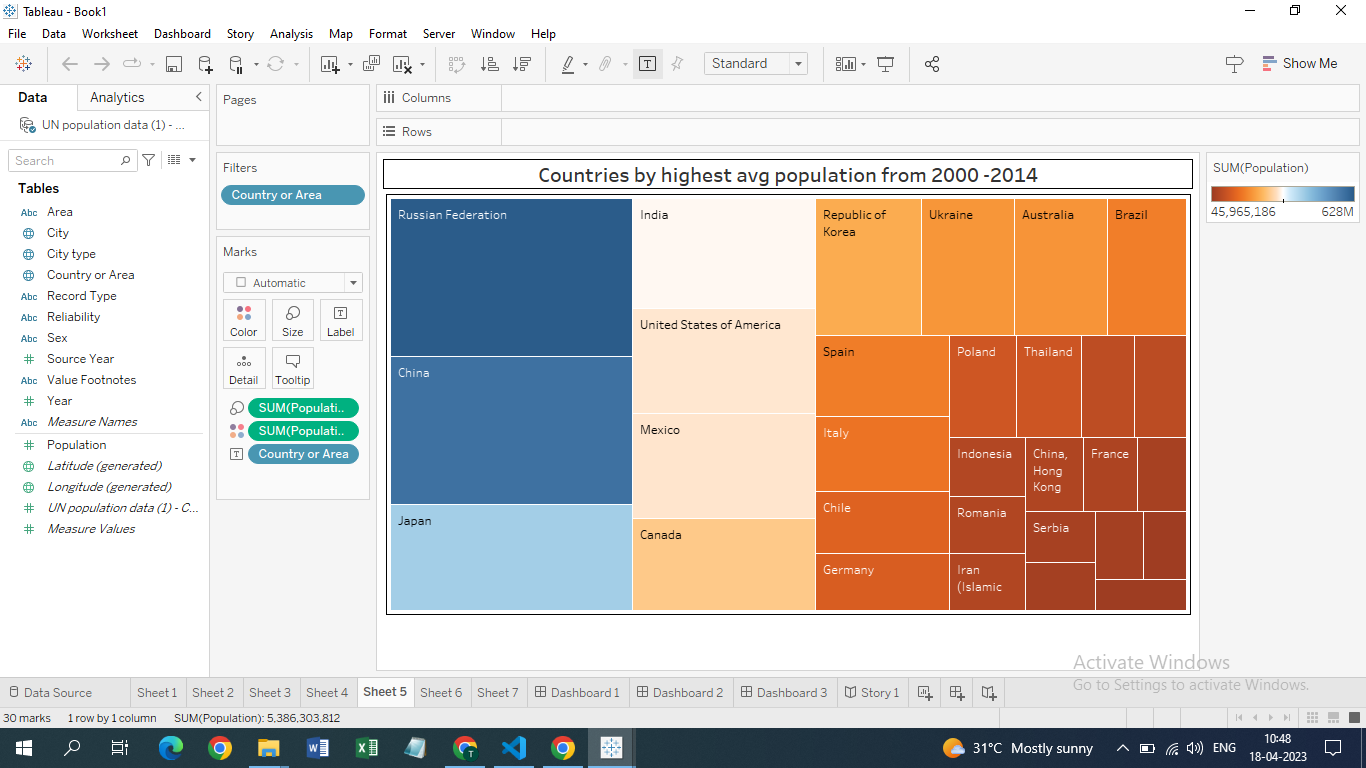 Tableau - Book1
File Data Worksheet Dashboard Story Analysis Map Format Server Window Help
Standard
Show Me
Data Analytics
UN population data (1) - ...
Search
Tables
Abc Area
City
City type
Country or Area
Abc Record Type
Abc Reliability
Abc Sex
Source Year
Abc Value Footnotes
Year
Abc Measure Names
Population
Latitude (generated)
Longitude (generated)
UN population data (1) - C...
Measure Values
Pages
Filters
Country or Area
Marks
Automatic
Color Size Label
Detail Tooltip
SUM(Populati..
SUM(Populati..
Country or Area
Columns
Rows
Countries by highest avg population from 2000 -2014
Russian Federation
China
Japan
India
United States of America
Mexico
Canada
Republic of
Korea
Ukraine
Australia
Brazil
Spain
Italy
Chile
Germany
Poland
Thailand
Indonesia
Romania
Iran
(Islamic
China,
Hong
Kong
France
Serbia
SUM(Population)
45,965,186 628M
Activate Windows
Go to Settings to activate Windows.
Data Source Sheet 1 Sheet 2 Sheet 3 Sheet 4 Sheet 5 Sheet 6 Sheet 7 Dashboard 1 Dashboard 2 Dashboard 3 Story 1
30 marks 1 row by 1 column SUM(Population): 5,386,303,812
31°C Mostly sunny
ENG
10:48
18-04-2023